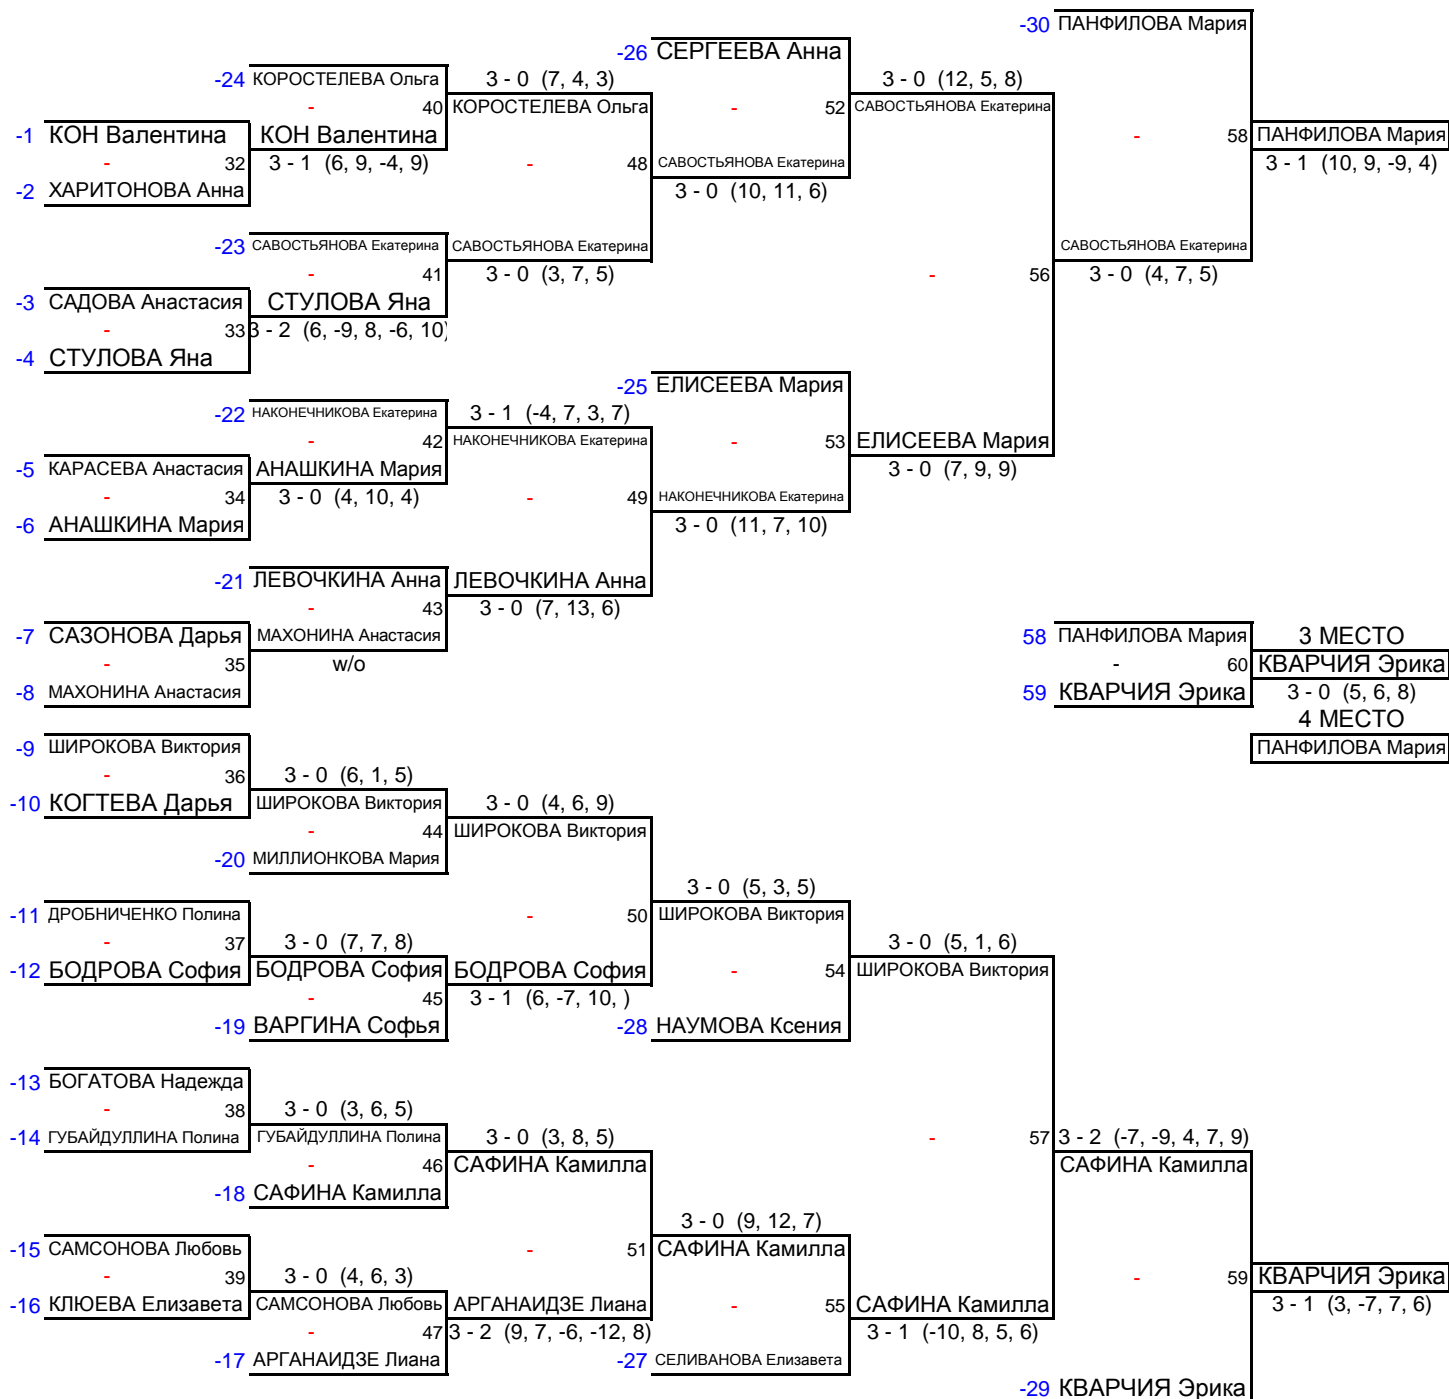 -30 ПАНФИЛОВА Мария
-26 СЕРГЕЕВА Анна
-24 КОРОСТЕЛЕВА Ольга 3 - 0 (7, 4, 3) 3 - 0 (12, 5, 8)
- 40 КОРОСТЕЛЕВА Ольга - 52 САВОСТЬЯНОВА Екатерина
-1 КОН Валентина КОН Валентина - 58 ПАНФИЛОВА Мария
- 32 3 - 1 (6, 9, -4, 9) - 48 САВОСТЬЯНОВА Екатерина 3 - 1 (10, 9, -9, 4)
-2 ХАРИТОНОВА Анна 3 - 0 (10, 11, 6)
-23 САВОСТЬЯНОВА Екатерина САВОСТЬЯНОВА Екатерина САВОСТЬЯНОВА Екатерина
- 41 3 - 0 (3, 7, 5) - 56 3 - 0 (4, 7, 5)
-3 САДОВА Анастасия СТУЛОВА Яна
- 33 3 - 2 (6, -9, 8, -6, 10)
-4 СТУЛОВА Яна
-25 ЕЛИСЕЕВА Мария
-22 НАКОНЕЧНИКОВА Екатерина 3 - 1 (-4, 7, 3, 7)
- 42 НАКОНЕЧНИКОВА Екатерина - 53 ЕЛИСЕЕВА Мария
-5 КАРАСЕВА Анастасия АНАШКИНА Мария 3 - 0 (7, 9, 9)
- 34 3 - 0 (4, 10, 4) - 49 НАКОНЕЧНИКОВА Екатерина
-6 АНАШКИНА Мария 3 - 0 (11, 7, 10)
-21 ЛЕВОЧКИНА Анна ЛЕВОЧКИНА Анна
- 43 3 - 0 (7, 13, 6)
-7 САЗОНОВА Дарья МАХОНИНА Анастасия 58 ПАНФИЛОВА Мария 3 МЕСТО
- 35 w/o - 60 КВАРЧИЯ Эрика
-8 МАХОНИНА Анастасия 59 КВАРЧИЯ Эрика 3 - 0 (5, 6, 8)
4 МЕСТО
-9 ШИРОКОВА Виктория ПАНФИЛОВА Мария
- 36 3 - 0 (6, 1, 5)
-10 КОГТЕВА Дарья ШИРОКОВА Виктория 3 - 0 (4, 6, 9)
- 44 ШИРОКОВА Виктория
-20 МИЛЛИОНКОВА Мария
3 - 0 (5, 3, 5)
-11 ДРОБНИЧЕНКО Полина - 50 ШИРОКОВА Виктория
- 37 3 - 0 (7, 7, 8) 3 - 0 (5, 1, 6)
-12 БОДРОВА София БОДРОВА София БОДРОВА София - 54 ШИРОКОВА Виктория
- 45 3 - 1 (6, -7, 10, )
-19 ВАРГИНА Софья -28 НАУМОВА Ксения
-13 БОГАТОВА Надежда
- 38 3 - 0 (3, 6, 5)
-14 ГУБАЙДУЛЛИНА Полина ГУБАЙДУЛЛИНА Полина 3 - 0 (3, 8, 5) - 57 3 - 2 (-7, -9, 4, 7, 9)
- 46 САФИНА Камилла САФИНА Камилла
-18 САФИНА Камилла
3 - 0 (9, 12, 7)
-15 САМСОНОВА Любовь - 51 САФИНА Камилла
- 39 3 - 0 (4, 6, 3) - 59 КВАРЧИЯ Эрика
-16 КЛЮЕВА Елизавета САМСОНОВА Любовь АРГАНАИДЗЕ Лиана - 55 САФИНА Камилла 3 - 1 (3, -7, 7, 6)
- 47 3 - 2 (9, 7, -6, -12, 8) 3 - 1 (-10, 8, 5, 6)
-17 АРГАНАИДЗЕ Лиана -27 СЕЛИВАНОВА Елизавета
-29 КВАРЧИЯ Эрика